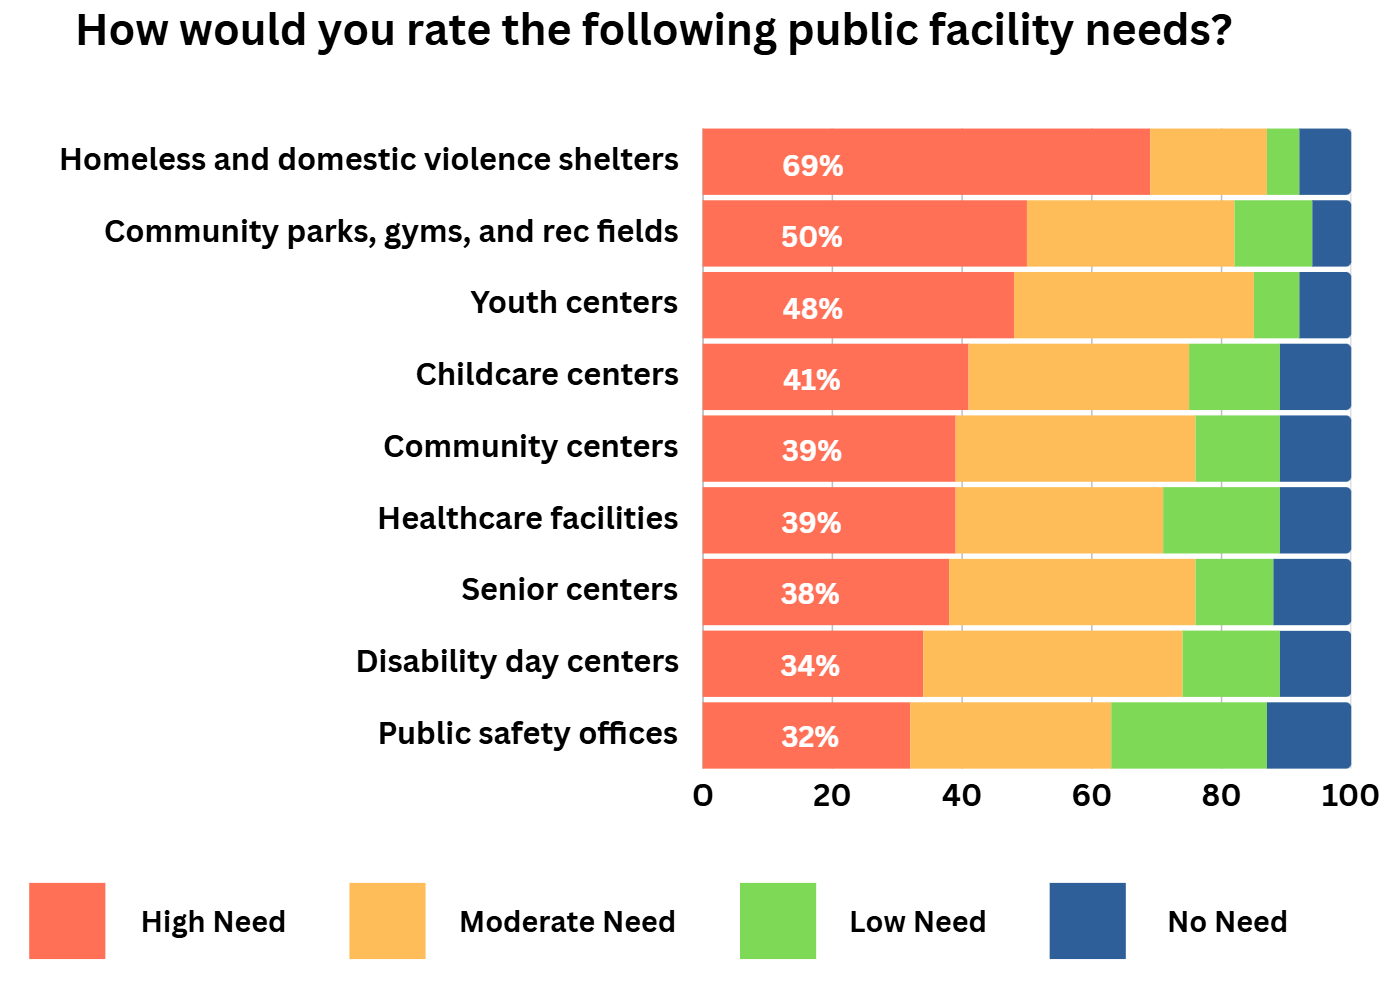 How would you rate the following public facility needs?
Homeless and domestic violence shelters 69%
Community parks, gyms, and rec fields 50%
Youth centers 48%
Childcare centers 41%
Community centers 39%
Healthcare facilities 39%
Senior centers 38%
Disability day centers 34%
Public safety offices 32%
0 20 40 60 80 100
High Need Moderate Need Low Need No Need